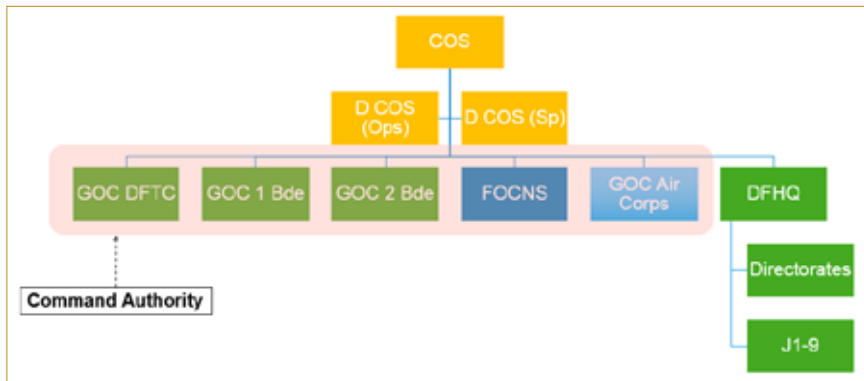 COS
D COS
(Ops)
D COS (Sp)
GOC DFTC
GOC 1 Bde
GOC 2 Bde
FOCNS
GOC Air
Corps
DFHQ
Directorates
Command Authority
J1-9